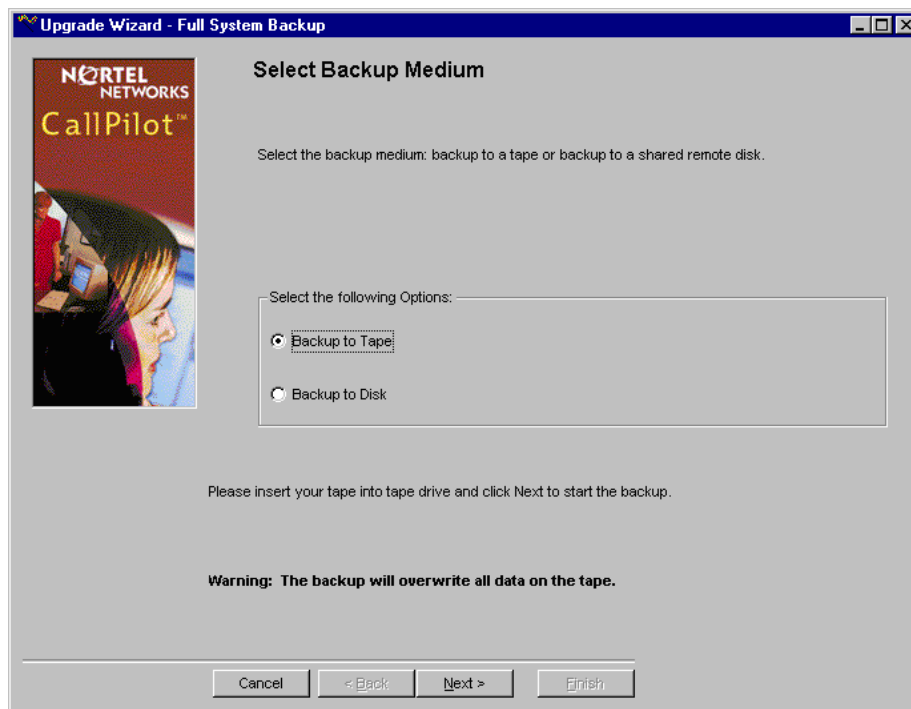 Upgrade Wizard - Full System Backup
NORTEL
NETWORKS
CallPilot™
Select Backup Medium
Select the backup medium: backup to a tape or backup to a shared remote disk.
Select the following Options:
Backup to Tape
Backup to Disk
Please insert your tape into tape drive and click Next to start the backup.
Warning: The backup will overwrite all data on the tape.
Cancel
< Back
Next >
Finish